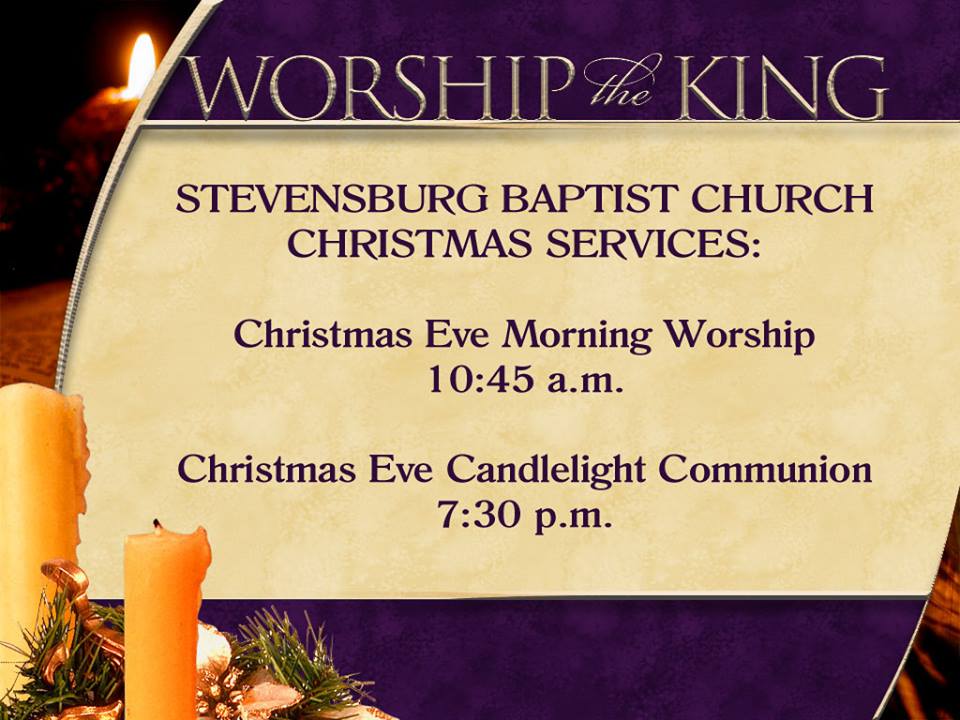 WORSHIP the KING
STEVENSBURG BAPTIST CHURCH
CHRISTMAS SERVICES:
Christmas Eve Morning Worship
10:45 a.m.
Christmas Eve Candlelight Communion
7:30 p.m.